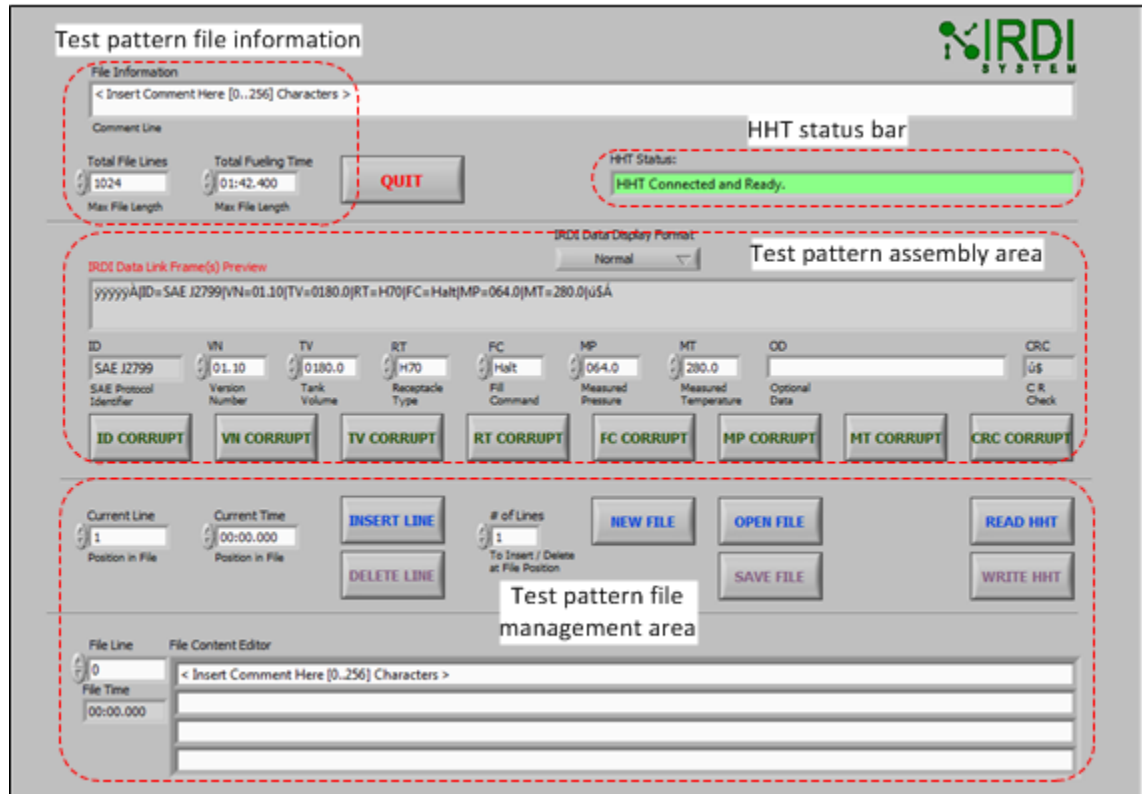 Test pattern file information
IRDI
SYSTEM
File Information
< Insert Comment Here [0..256] Characters >
Comment Line
HHT status bar
Total File Lines
Total Fueling Time
1024
01:42.400
Max File Length
Max File Length
QUIT
HHT Status:
HHT Connected and Ready.
IRDI Data Display Format
Normal
Test pattern assembly area
IRDI Data Link Frame(s) Preview
ÿÿÿÿÿÀ|ID=SAE J2799|VN=01.10|TV=0180.0|RT=H70|FC=Halt|MP=064.0|MT=280.0|ú$Á
ID VN TV RT FC MP MT OD CRC
SAE J2799 01.10 0180.0 H70 Halt 064.0 280.0 ú$
SAE Protocol Identifier
Version Number
Tank Volume
Receptacle Type
Fill Command
Measured Pressure
Measured Temperature
Optional Data
C R Check
ID CORRUPT VN CORRUPT TV CORRUPT RT CORRUPT FC CORRUPT MP CORRUPT MT CORRUPT CRC CORRUPT
Current Line
1
Position in File
Current Time
00:00.000
Position in File
INSERT LINE
DELETE LINE
# of Lines
1
To Insert / Delete
at File Position
NEW FILE
OPEN FILE
SAVE FILE
READ HHT
WRITE HHT
Test pattern file
management area
File Line
0
File Time
00:00.000
File Content Editor
< Insert Comment Here [0..256] Characters >